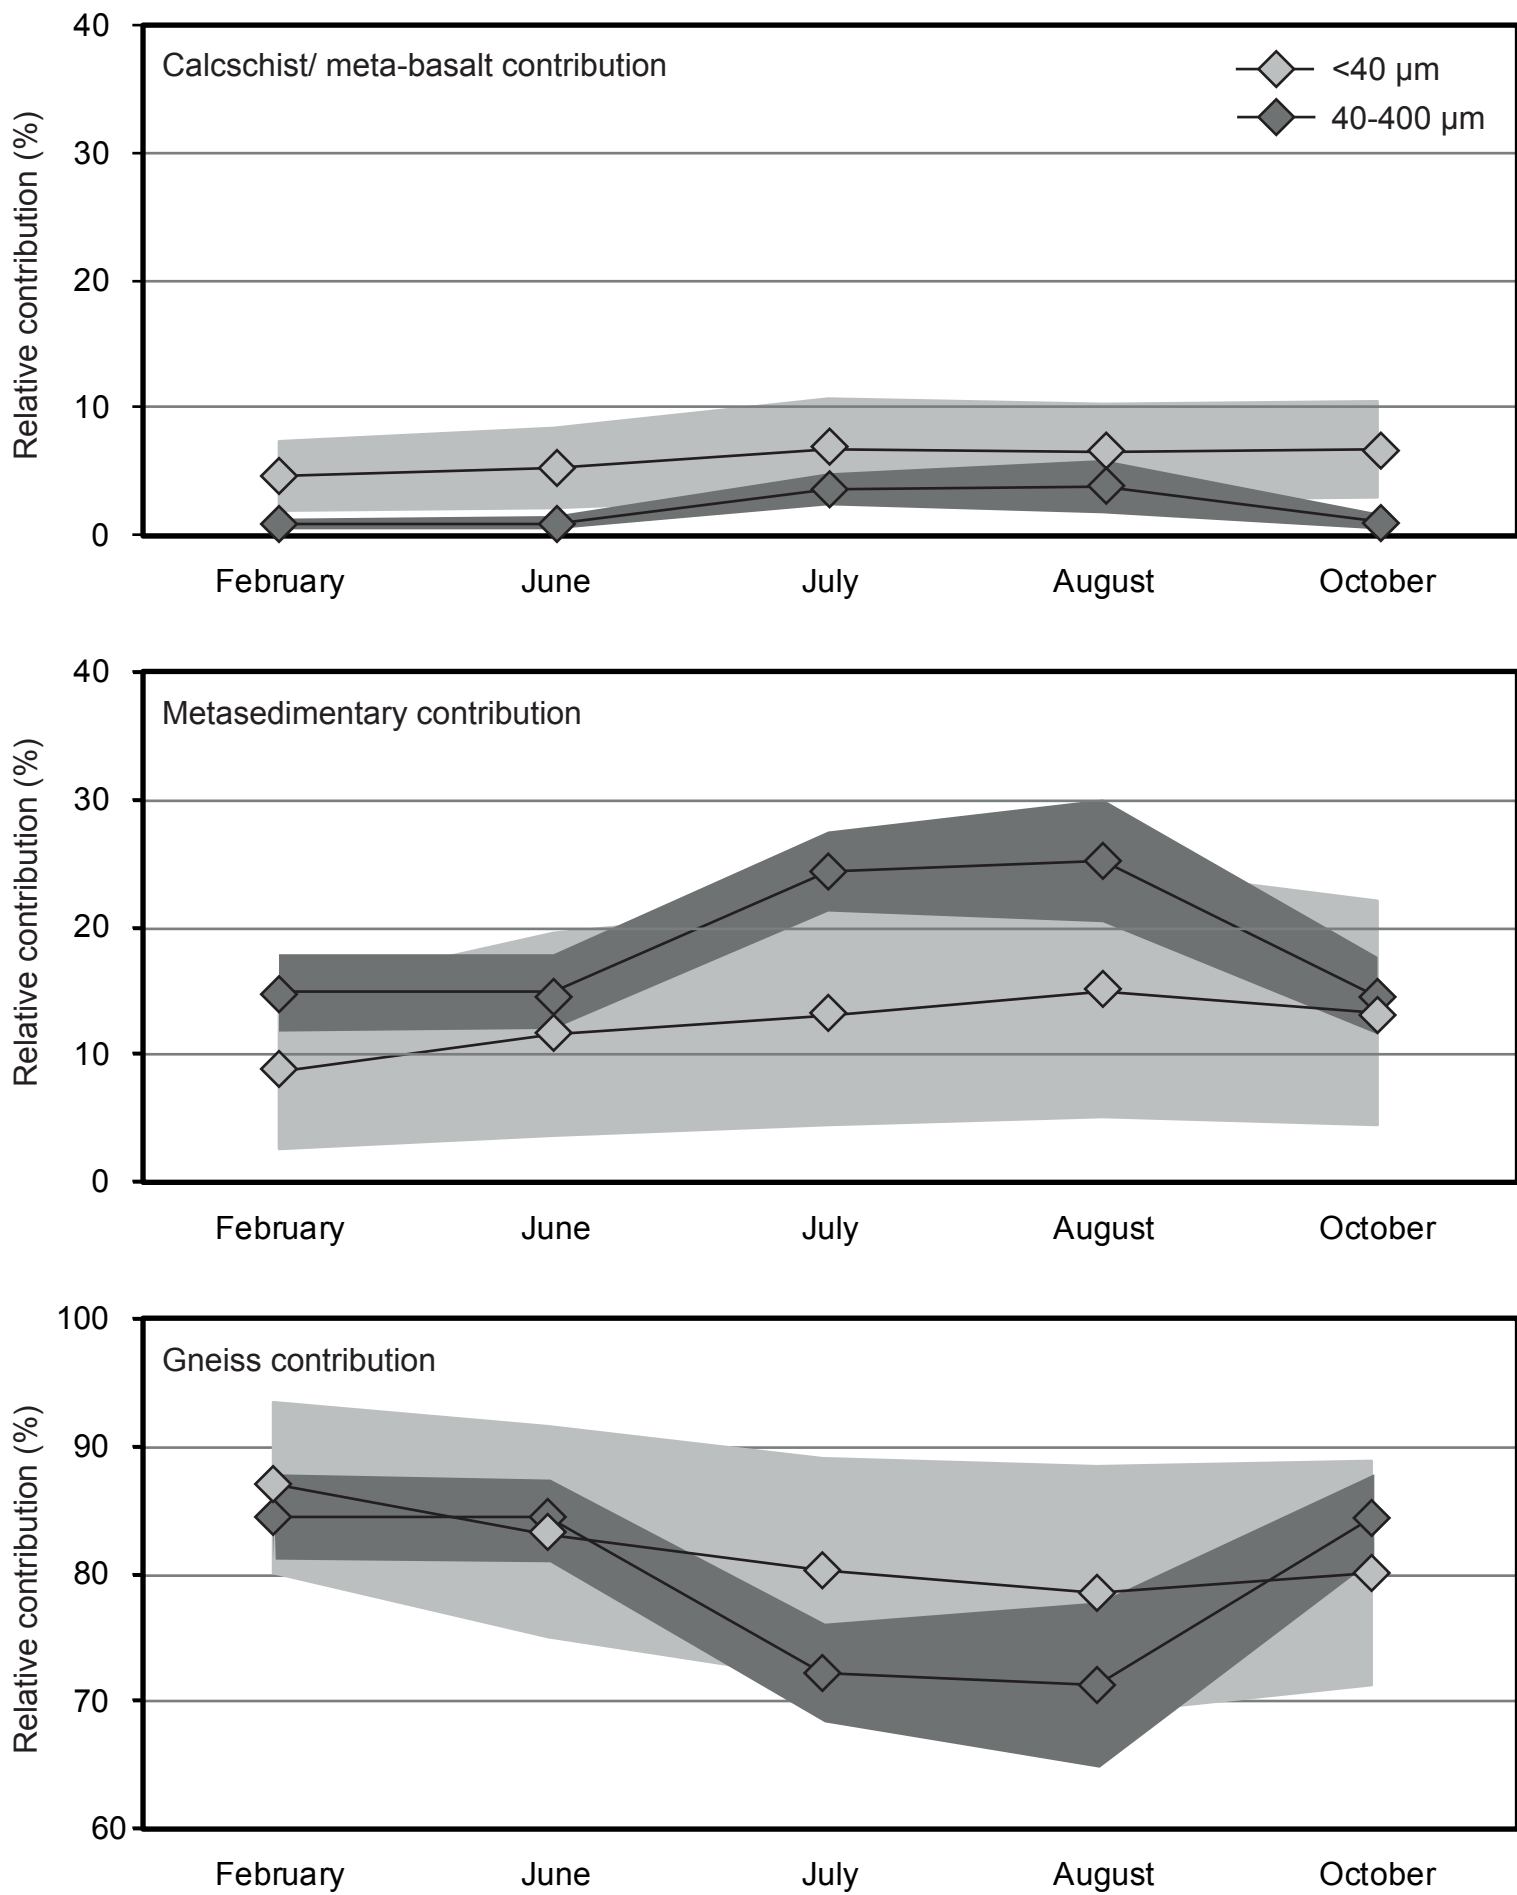 40
Calcschist/ meta-basalt contribution
<40 µm
40-400 µm
30
20
10
0
Relative contribution (%)
February June July August October
40
Metasedimentary contribution
30
20
10
0
Relative contribution (%)
February June July August October
100
Gneiss contribution
90
80
70
60
Relative contribution (%)
February June July August October